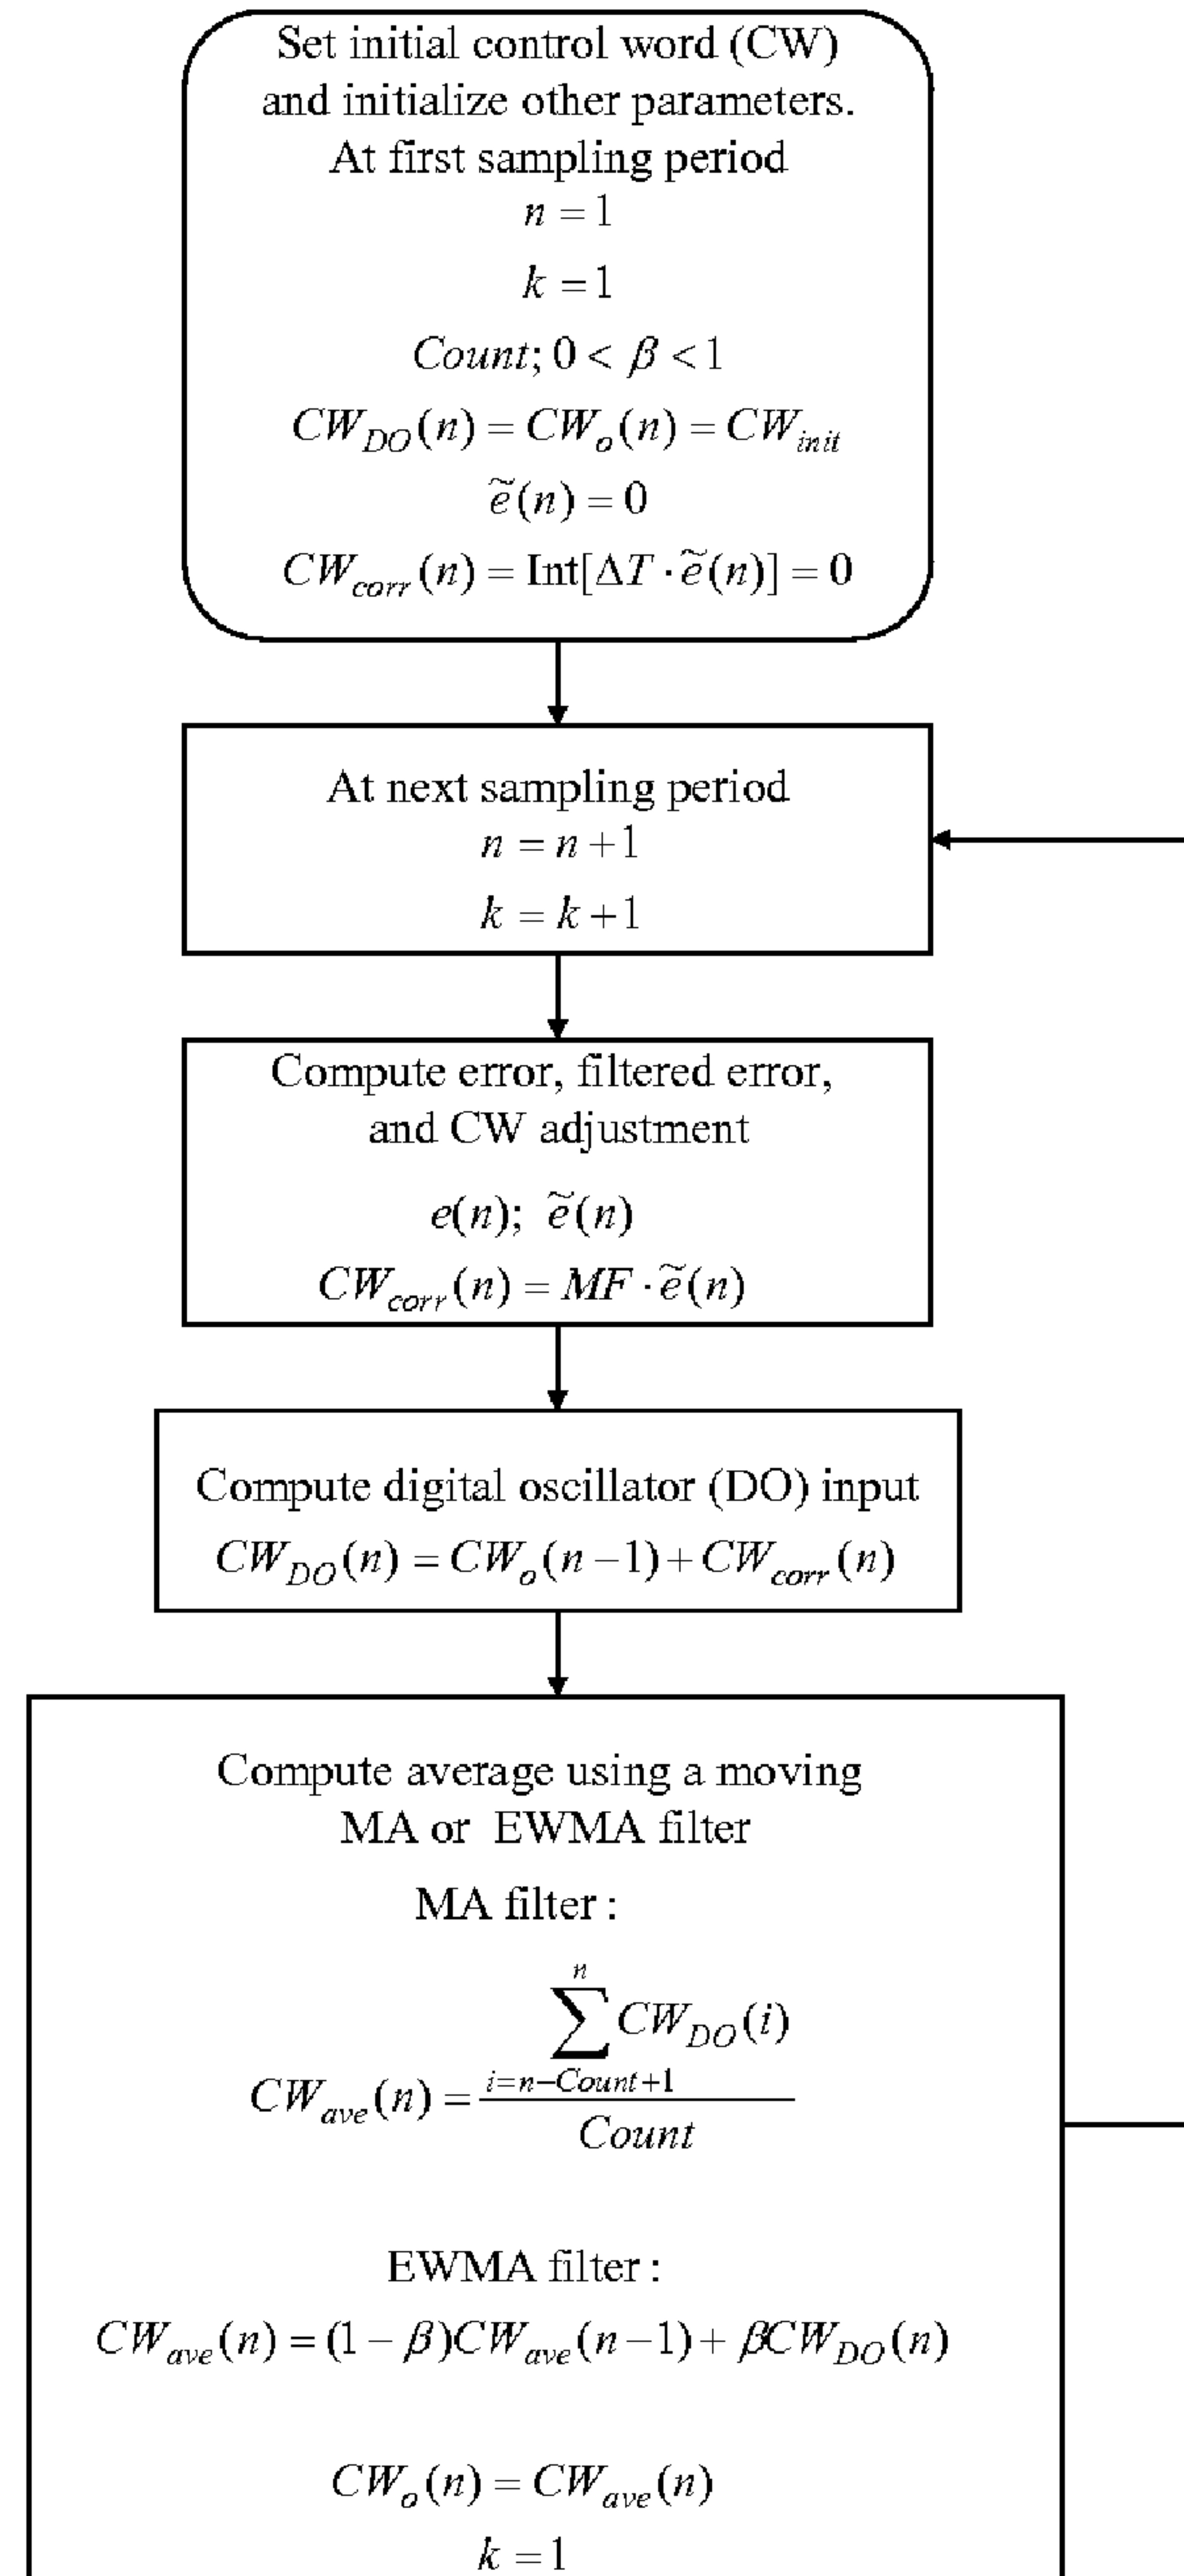 Set initial control word (CW)
and initialize other parameters.
At first sampling period
n = 1
k = 1
Count; 0 < β < 1
CW_DO(n) = CW_o(n) = CW_init
ẽ(n) = 0
CW_corr(n) = Int[ΔT · ẽ(n)] = 0
At next sampling period
n = n + 1
k = k + 1
Compute error, filtered error,
and CW adjustment
e(n); ẽ(n)
CW_corr(n) = MF · ẽ(n)
Compute digital oscillator (DO) input
CW_DO(n) = CW_o(n − 1) + CW_corr(n)
Compute average using a moving
MA or EWMA filter
MA filter :
n
∑ CW_DO(i)
i=n−Count+1
CW_ave(n) =
Count
EWMA filter :
CW_ave(n) = (1 − β)CW_ave(n − 1) + βCW_DO(n)
CW_o(n) = CW_ave(n)
k = 1